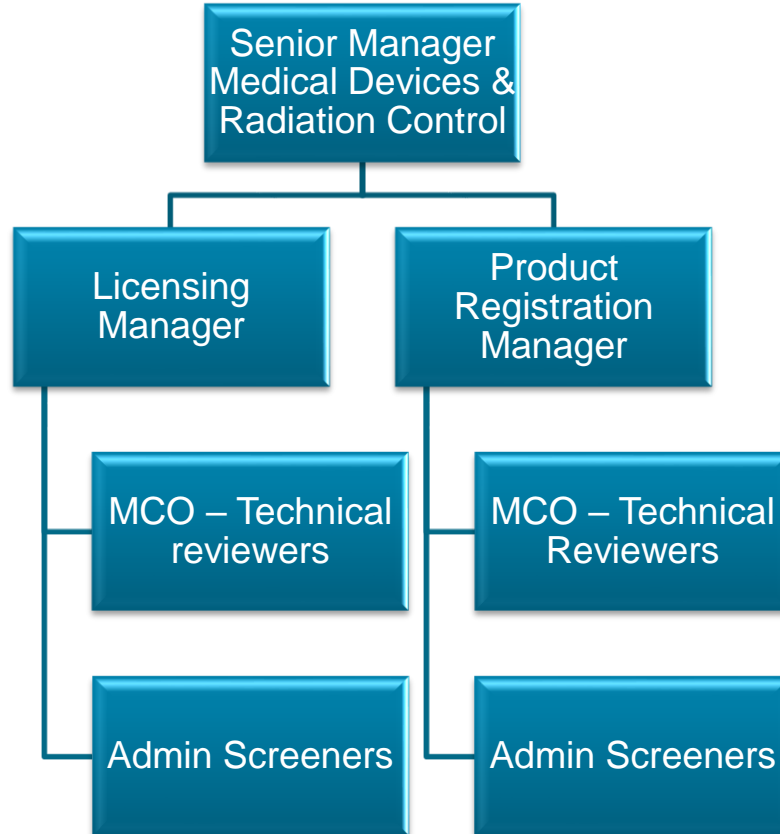 Senior Manager
Medical Devices &
Radiation Control
Licensing
Manager
Product
Registration
Manager
MCO – Technical
reviewers
MCO – Technical
Reviewers
Admin Screeners
Admin Screeners